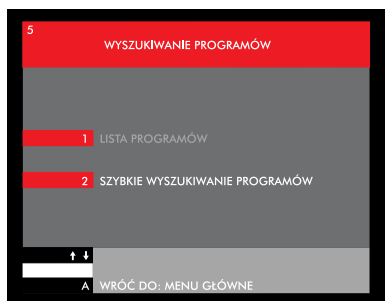 5
WYSZUKIWANIE PROGRAMÓW
1 LISTA PROGRAMÓW
2 SZYBKIE WYSZUKIWANIE PROGRAMÓW
A WRÓĆ DO: MENU GŁÓWNE